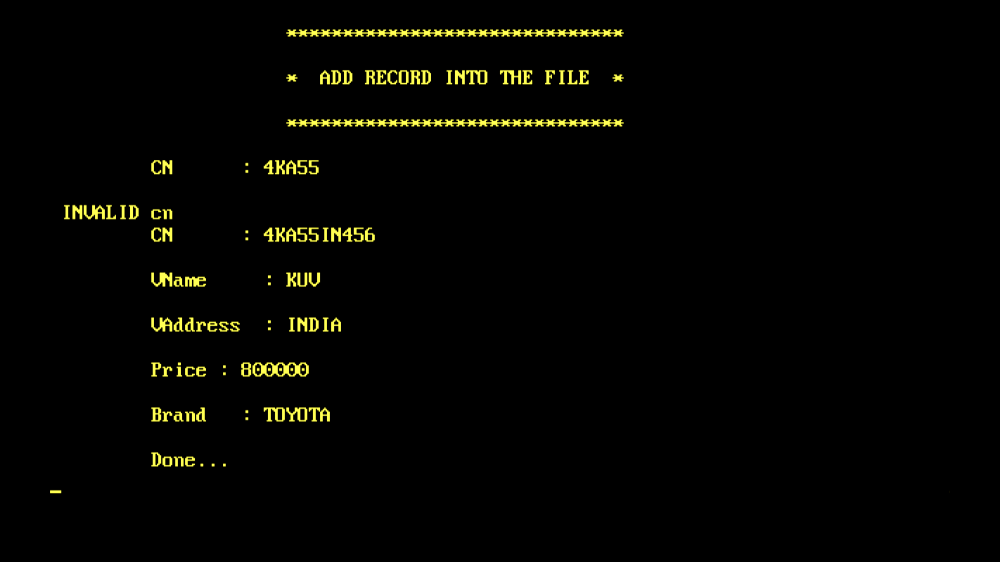 ******************************
* ADD RECORD INTO THE FILE *
******************************
CN : 4KA55
INVALID cn
CN : 4KA55IN456
VName : KUV
VAddress : INDIA
Price : 800000
Brand : TOYOTA
Done...
_